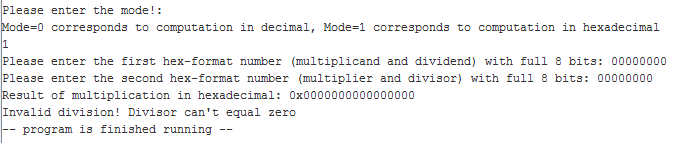 Please enter the mode!:
Mode=0 corresponds to computation in decimal, Mode=1 corresponds to computation in hexadecimal
1
Please enter the first hex-format number (multiplicand and dividend) with full 8 bits: 00000000
Please enter the second hex-format number (multiplier and divisor) with full 8 bits: 00000000
Result of multiplication in hexadecimal: 0x0000000000000000
Invalid division! Divisor can't equal zero
-- program is finished running --